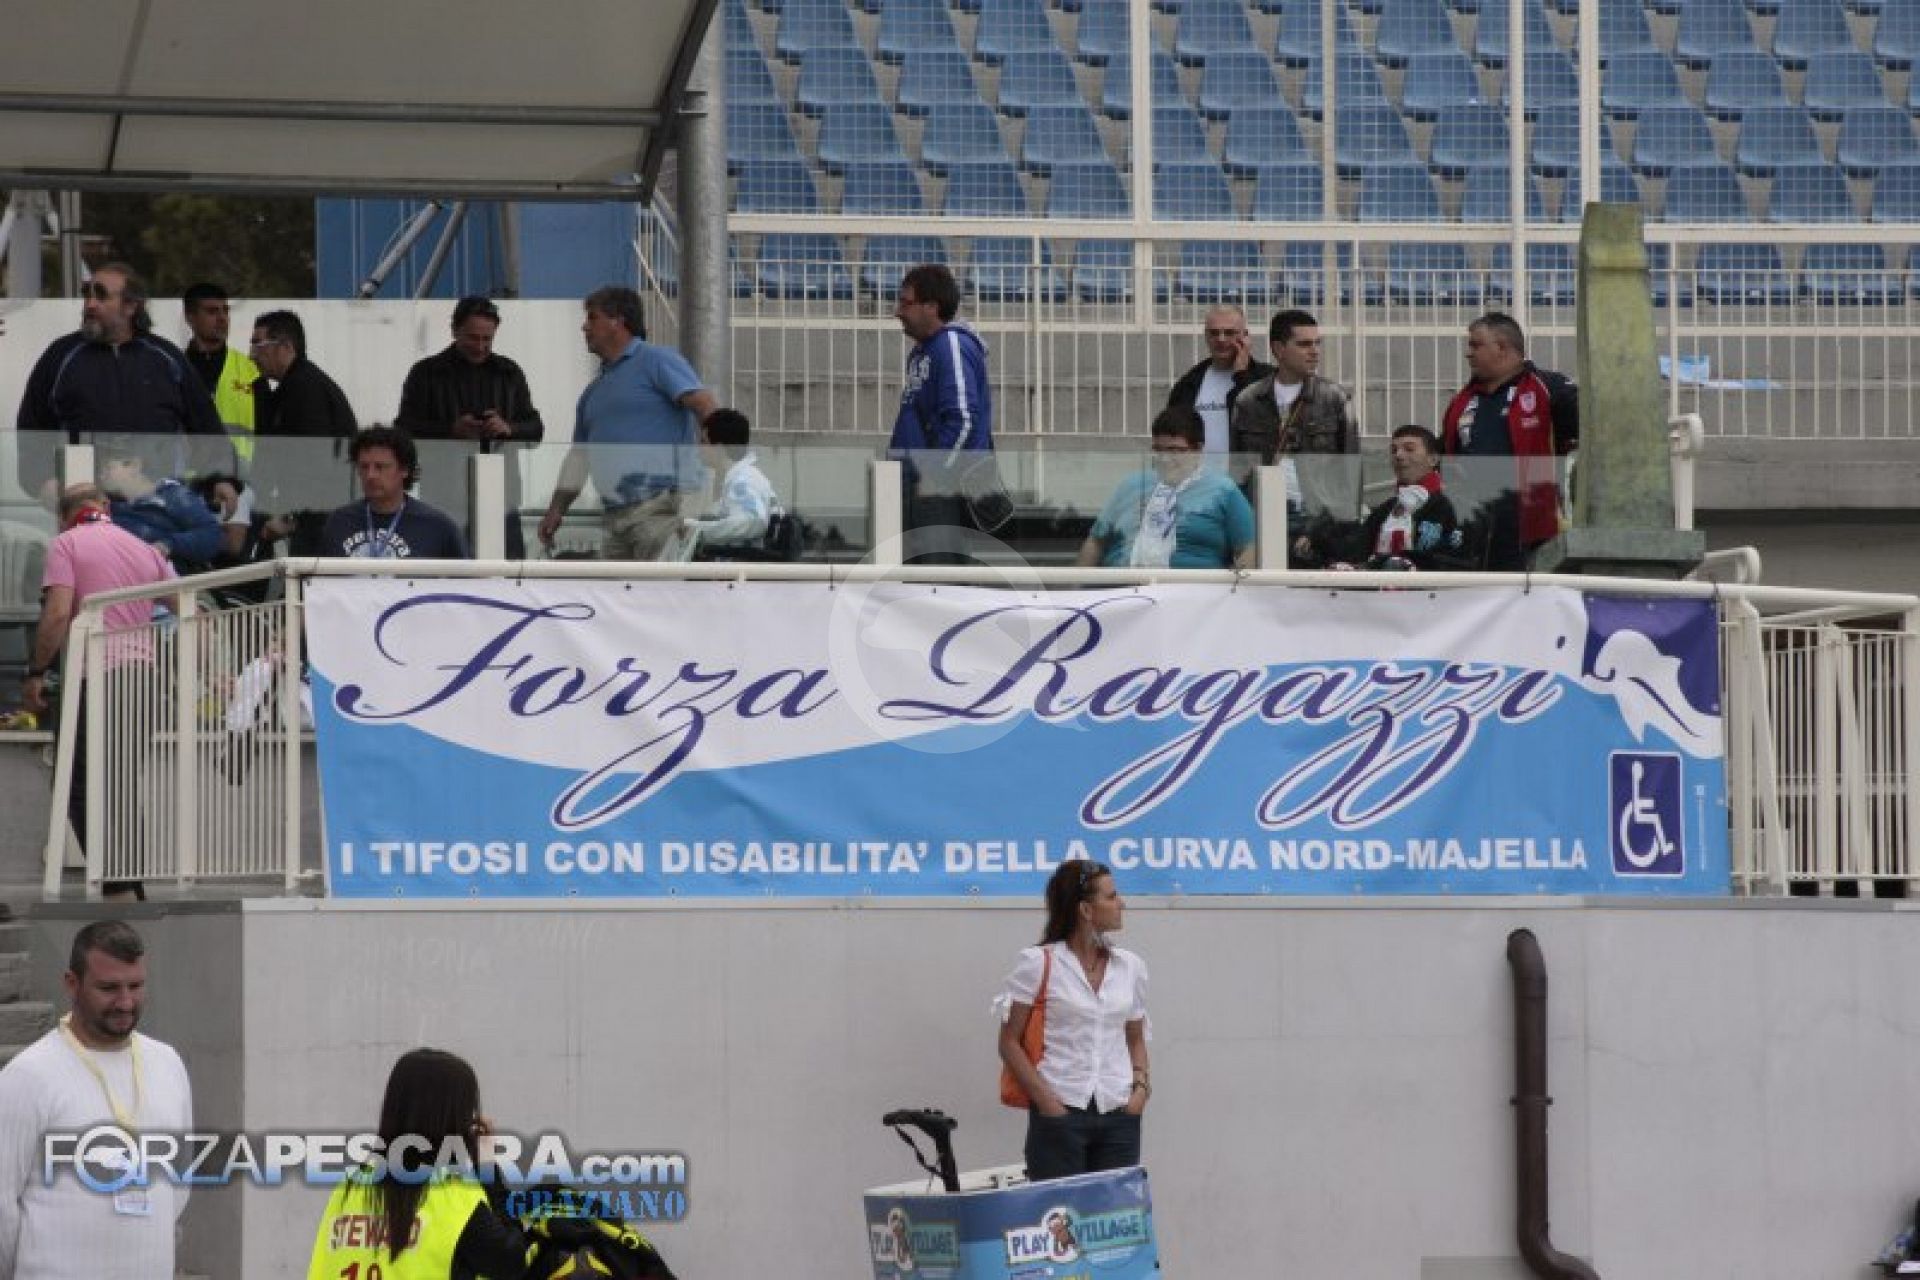 Forza Ragazzi
I TIFOSI CON DISABILITA' DELLA CURVA NORD-MAJELLA
FORZAPESCARA.com
GRAZIANO
STEWARD
PLAY VILLAGE
PLAY VILLAGE